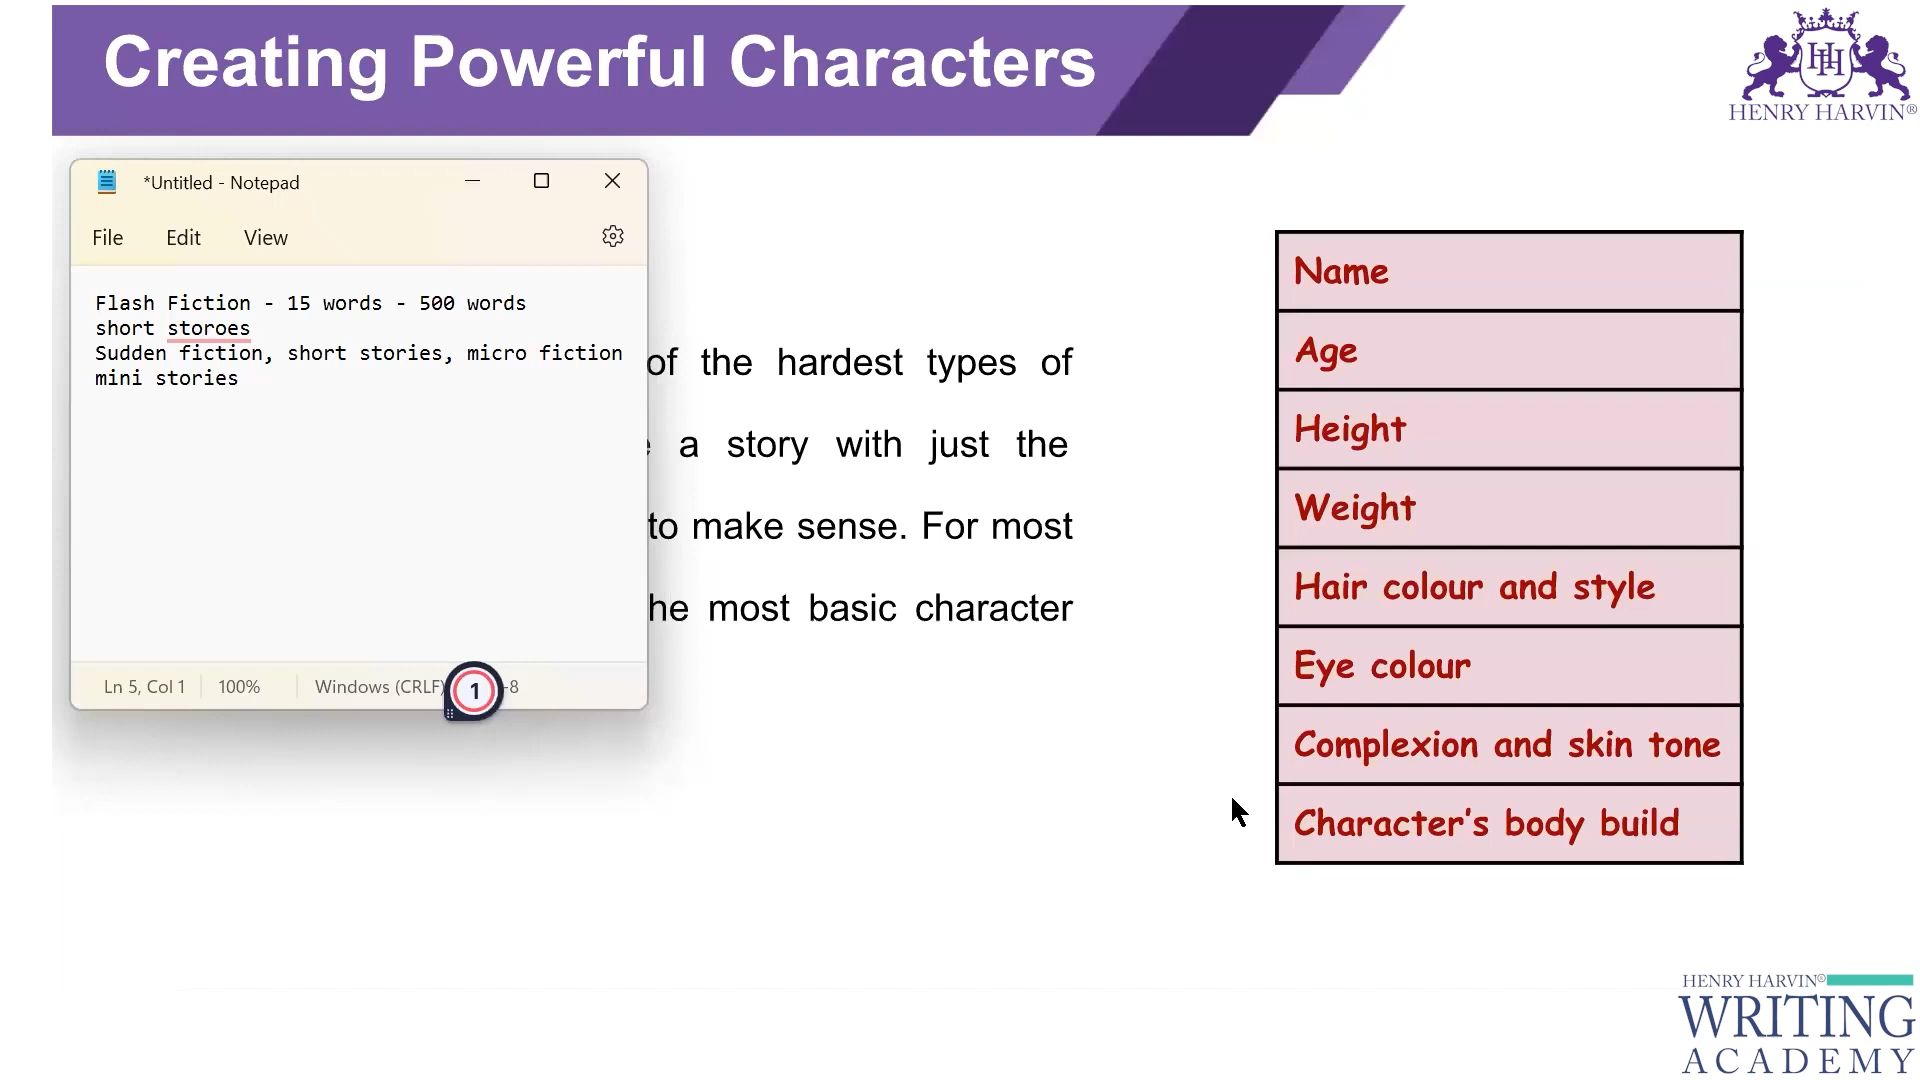 Creating Powerful Characters
HENRY HARVIN®
*Untitled - Notepad
File Edit View
Flash Fiction - 15 words - 500 words
short storoes
Sudden fiction, short stories, micro fiction
mini stories
of the hardest types of
a story with just the
to make sense. For most
he most basic character
Ln 5, Col 1 100% Windows (CRLF) -8
1
Name
Age
Height
Weight
Hair colour and style
Eye colour
Complexion and skin tone
Character's body build
HENRY HARVIN®
WRITING
ACADEMY